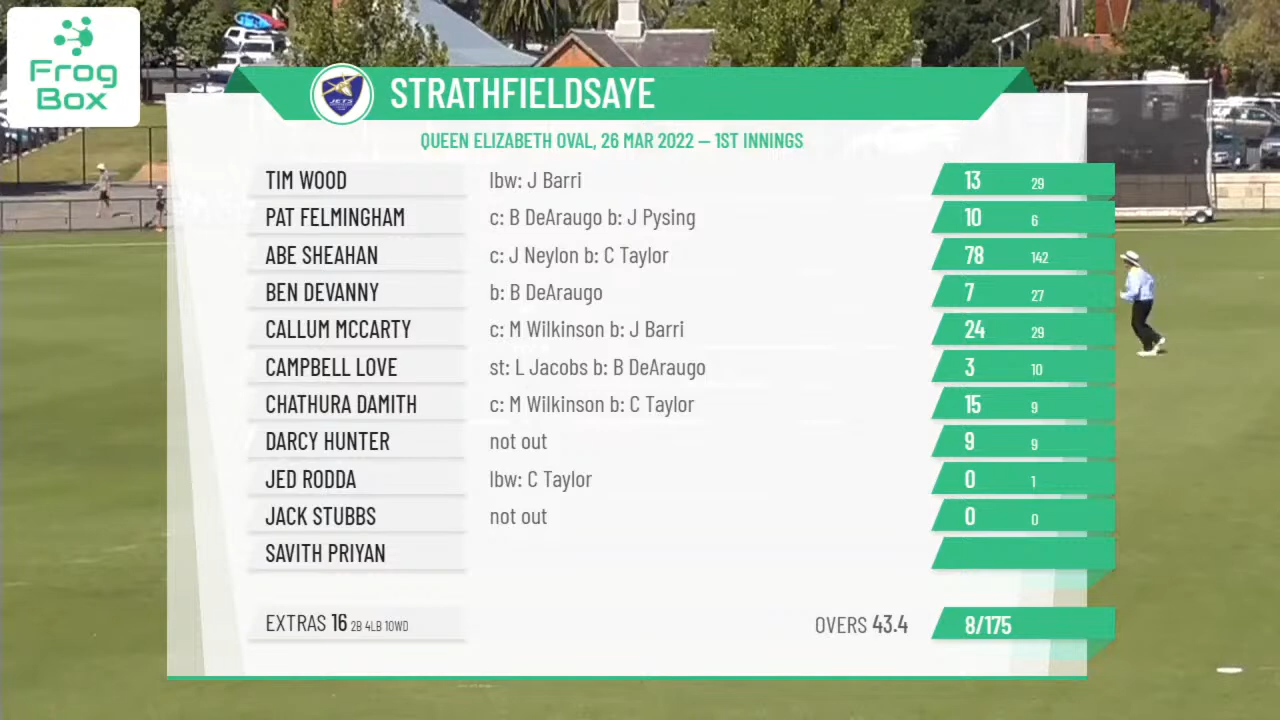 Frog
Box
JETS
STRATHFIELDSAYE
QUEEN ELIZABETH OVAL, 26 MAR 2022 – 1ST INNINGS
TIM WOOD lbw: J Barri 13 29
PAT FELMINGHAM c: B DeAraugo b: J Pysing 10 6
ABE SHEAHAN c: J Neylon b: C Taylor 78 142
BEN DEVANNY b: B DeAraugo 7 27
CALLUM MCCARTY c: M Wilkinson b: J Barri 24 29
CAMPBELL LOVE st: L Jacobs b: B DeAraugo 3 10
CHATHURA DAMITH c: M Wilkinson b: C Taylor 15 9
DARCY HUNTER not out 9 9
JED RODDA lbw: C Taylor 0 1
JACK STUBBS not out 0 0
SAVITH PRIYAN
EXTRAS 16 2B 4LB 10WD OVERS 43.4 8/175